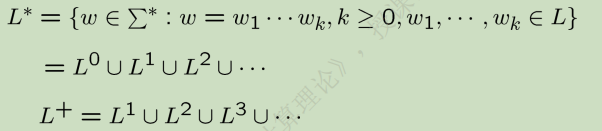 L* = {w ∈ ∑* : w = w₁ ⋯ wₖ, k ≥ 0, w₁, ⋯ , wₖ ∈ L}
= L⁰ ∪ L¹ ∪ L² ∪ ⋯
L⁺ = L¹ ∪ L² ∪ L³ ∪ ⋯